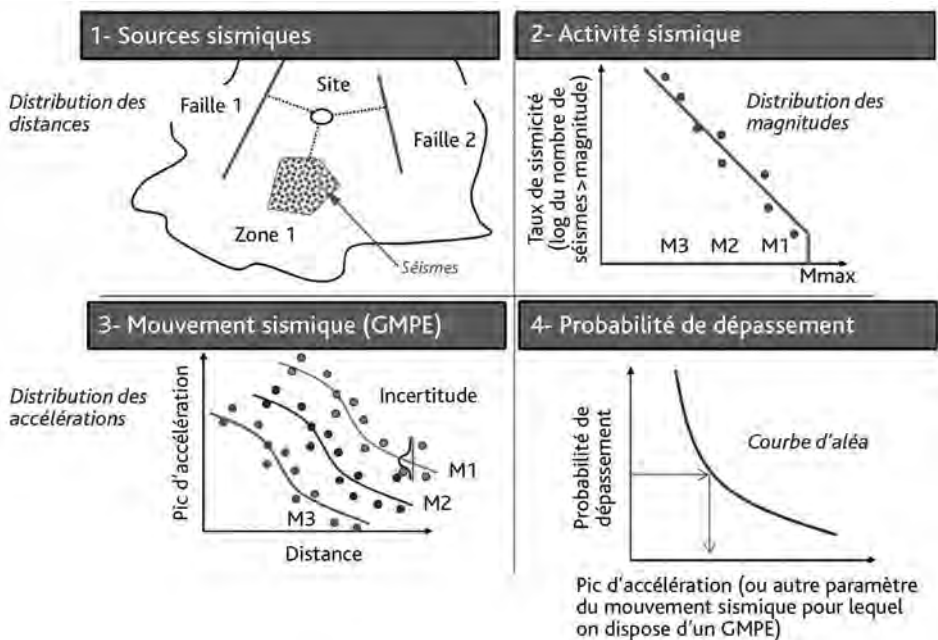 1- Sources sismiques
Distribution des
distances
Faille 1
Site
Faille 2
Zone 1
Séismes
2- Activité sismique
Taux de sismicité
(log du nombre de
séismes > magnitude)
Distribution des
magnitudes
M3
M2
M1
Mmax
3- Mouvement sismique (GMPE)
Distribution des
accélérations
Pic d'accélération
Incertitude
M1
M2
M3
Distance
4- Probabilité de dépassement
Probabilité de
dépassement
Courbe d'aléa
Pic d'accélération (ou autre paramètre
du mouvement sismique pour lequel
on dispose d'un GMPE)